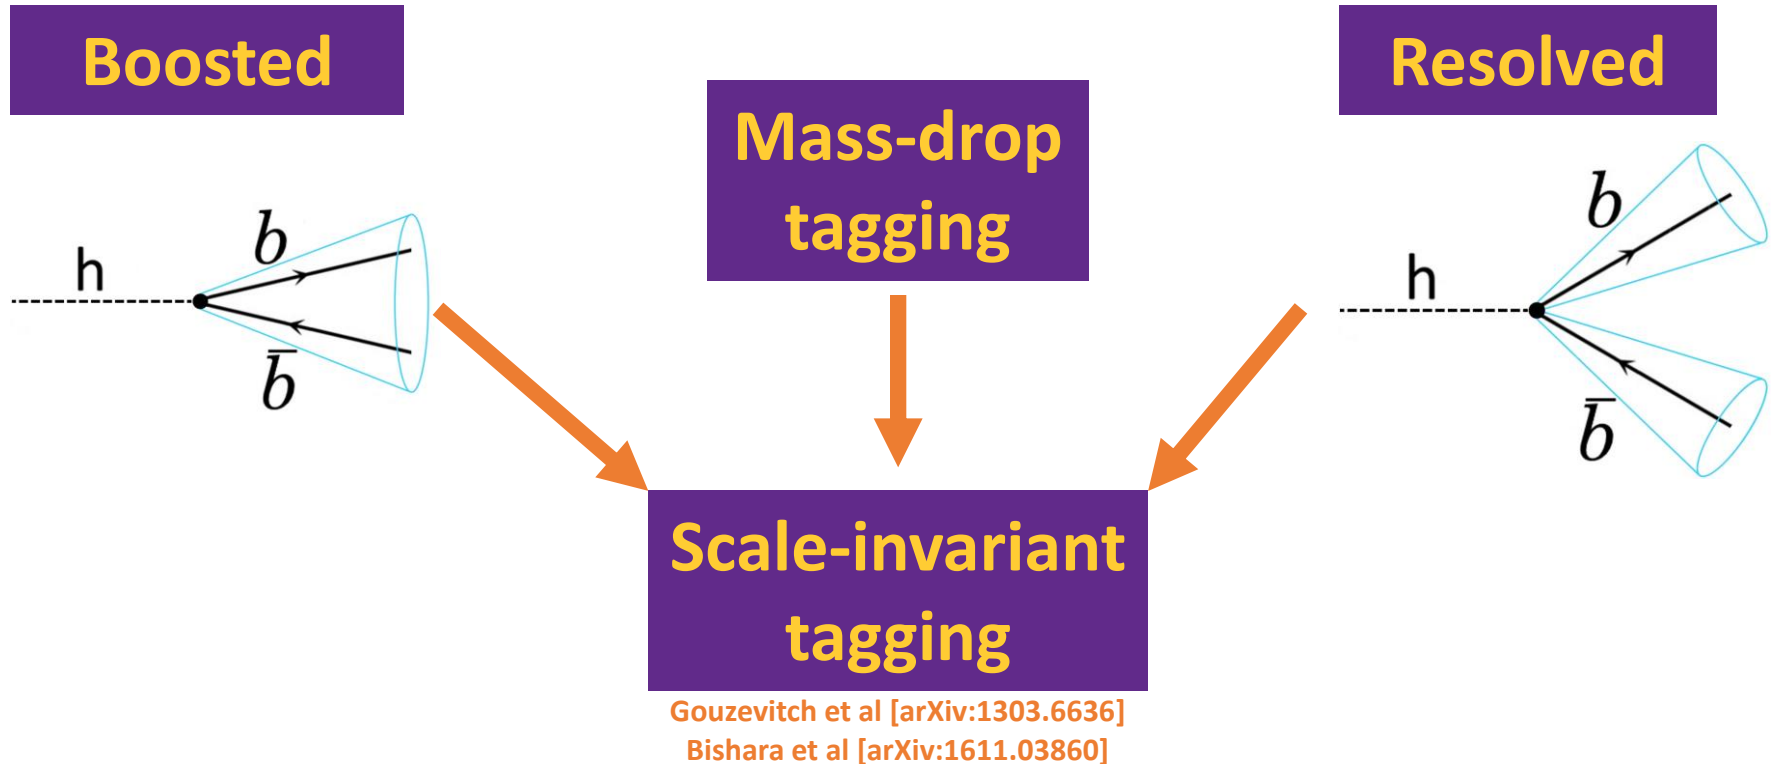 Boosted
Resolved
Mass-drop
tagging
h
b
b̄
h
b
b̄
Scale-invariant
tagging
Gouzevitch et al [arXiv:1303.6636]
Bishara et al [arXiv:1611.03860]